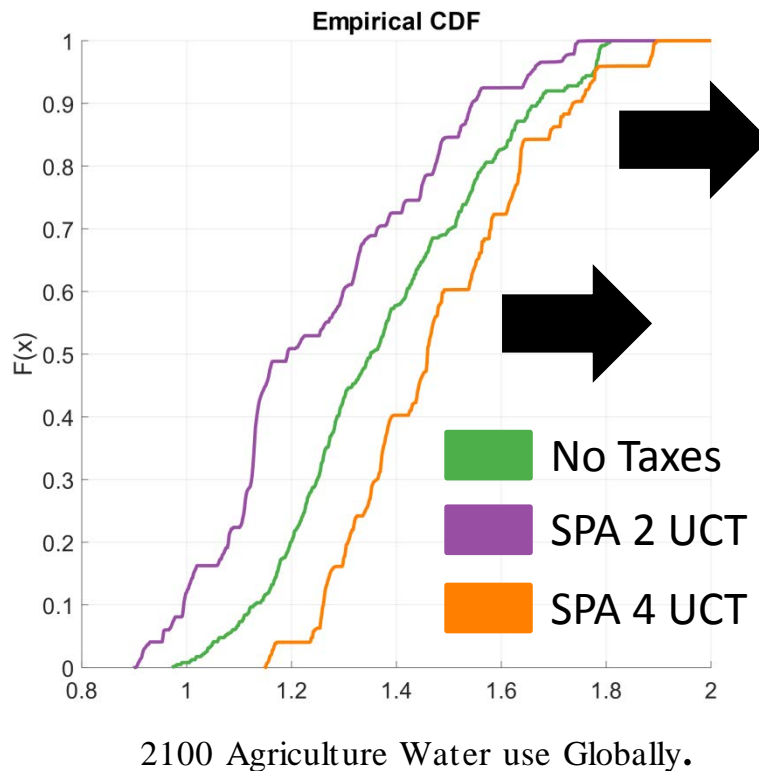 Empirical CDF
1
0.9
0.8
0.7
0.6
0.5
0.4
0.3
0.2
0.1
0
F(x)
No Taxes
SPA 2 UCT
SPA 4 UCT
0.8 1 1.2 1.4 1.6 1.8 2
2100 Agriculture Water use Globally.